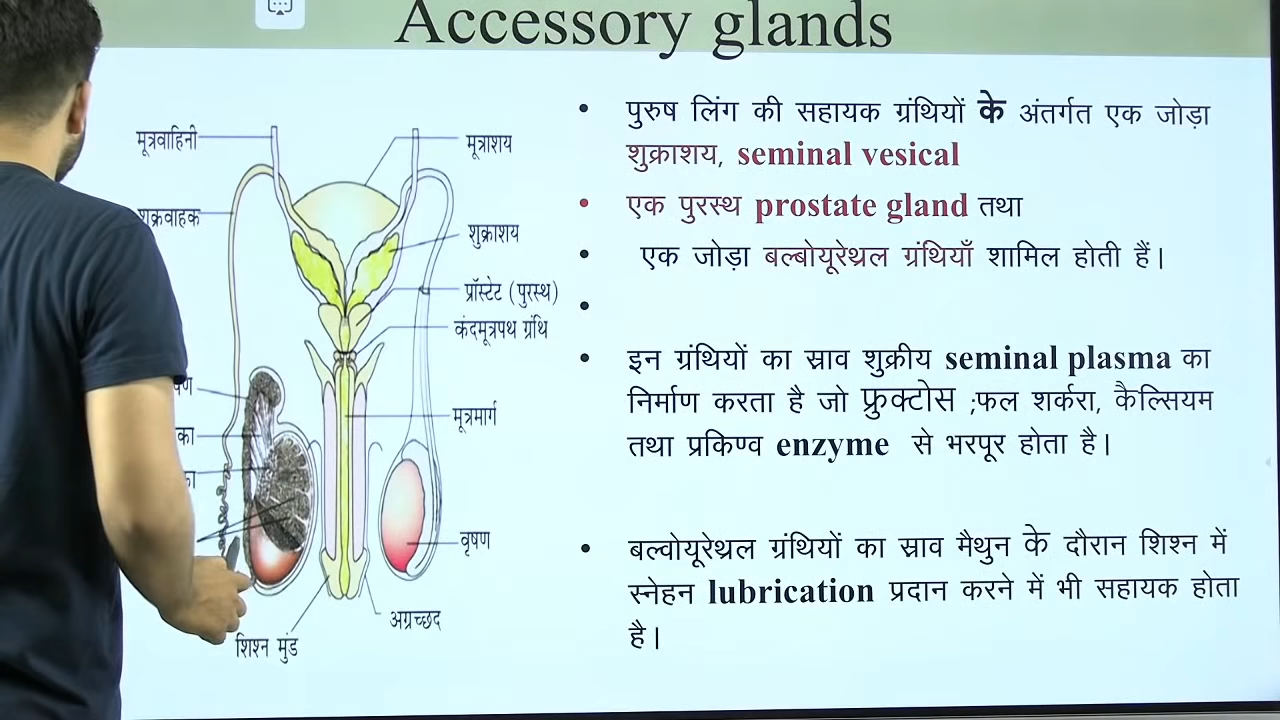 Accessory glands
पुरुष लिंग की सहायक ग्रंथियों के अंतर्गत एक जोड़ा
शुक्राशय, seminal vesical
एक पुरस्थ prostate gland तथा
एक जोड़ा बल्बोयूरेथ्रल ग्रंथियाँ शामिल होती हैं।
इन ग्रंथियों का स्राव शुक्रीय seminal plasma का
निर्माण करता है जो फ्रुक्टोस ;फल शर्करा, कैल्सियम
तथा प्रकिण्व enzyme से भरपूर होता है।
बल्वोयूरेथ्रल ग्रंथियों का स्राव मैथुन के दौरान शिश्न में
स्नेहन lubrication प्रदान करने में भी सहायक होता
है।
मूत्रवाहिनी
मूत्राशय
शुक्रवाहक
शुक्राशय
प्रॉस्टेट (पुरस्थ)
कंदमूत्रपथ ग्रंथि
मूत्रमार्ग
वृषण
अग्रच्छद
शिश्न मुंड